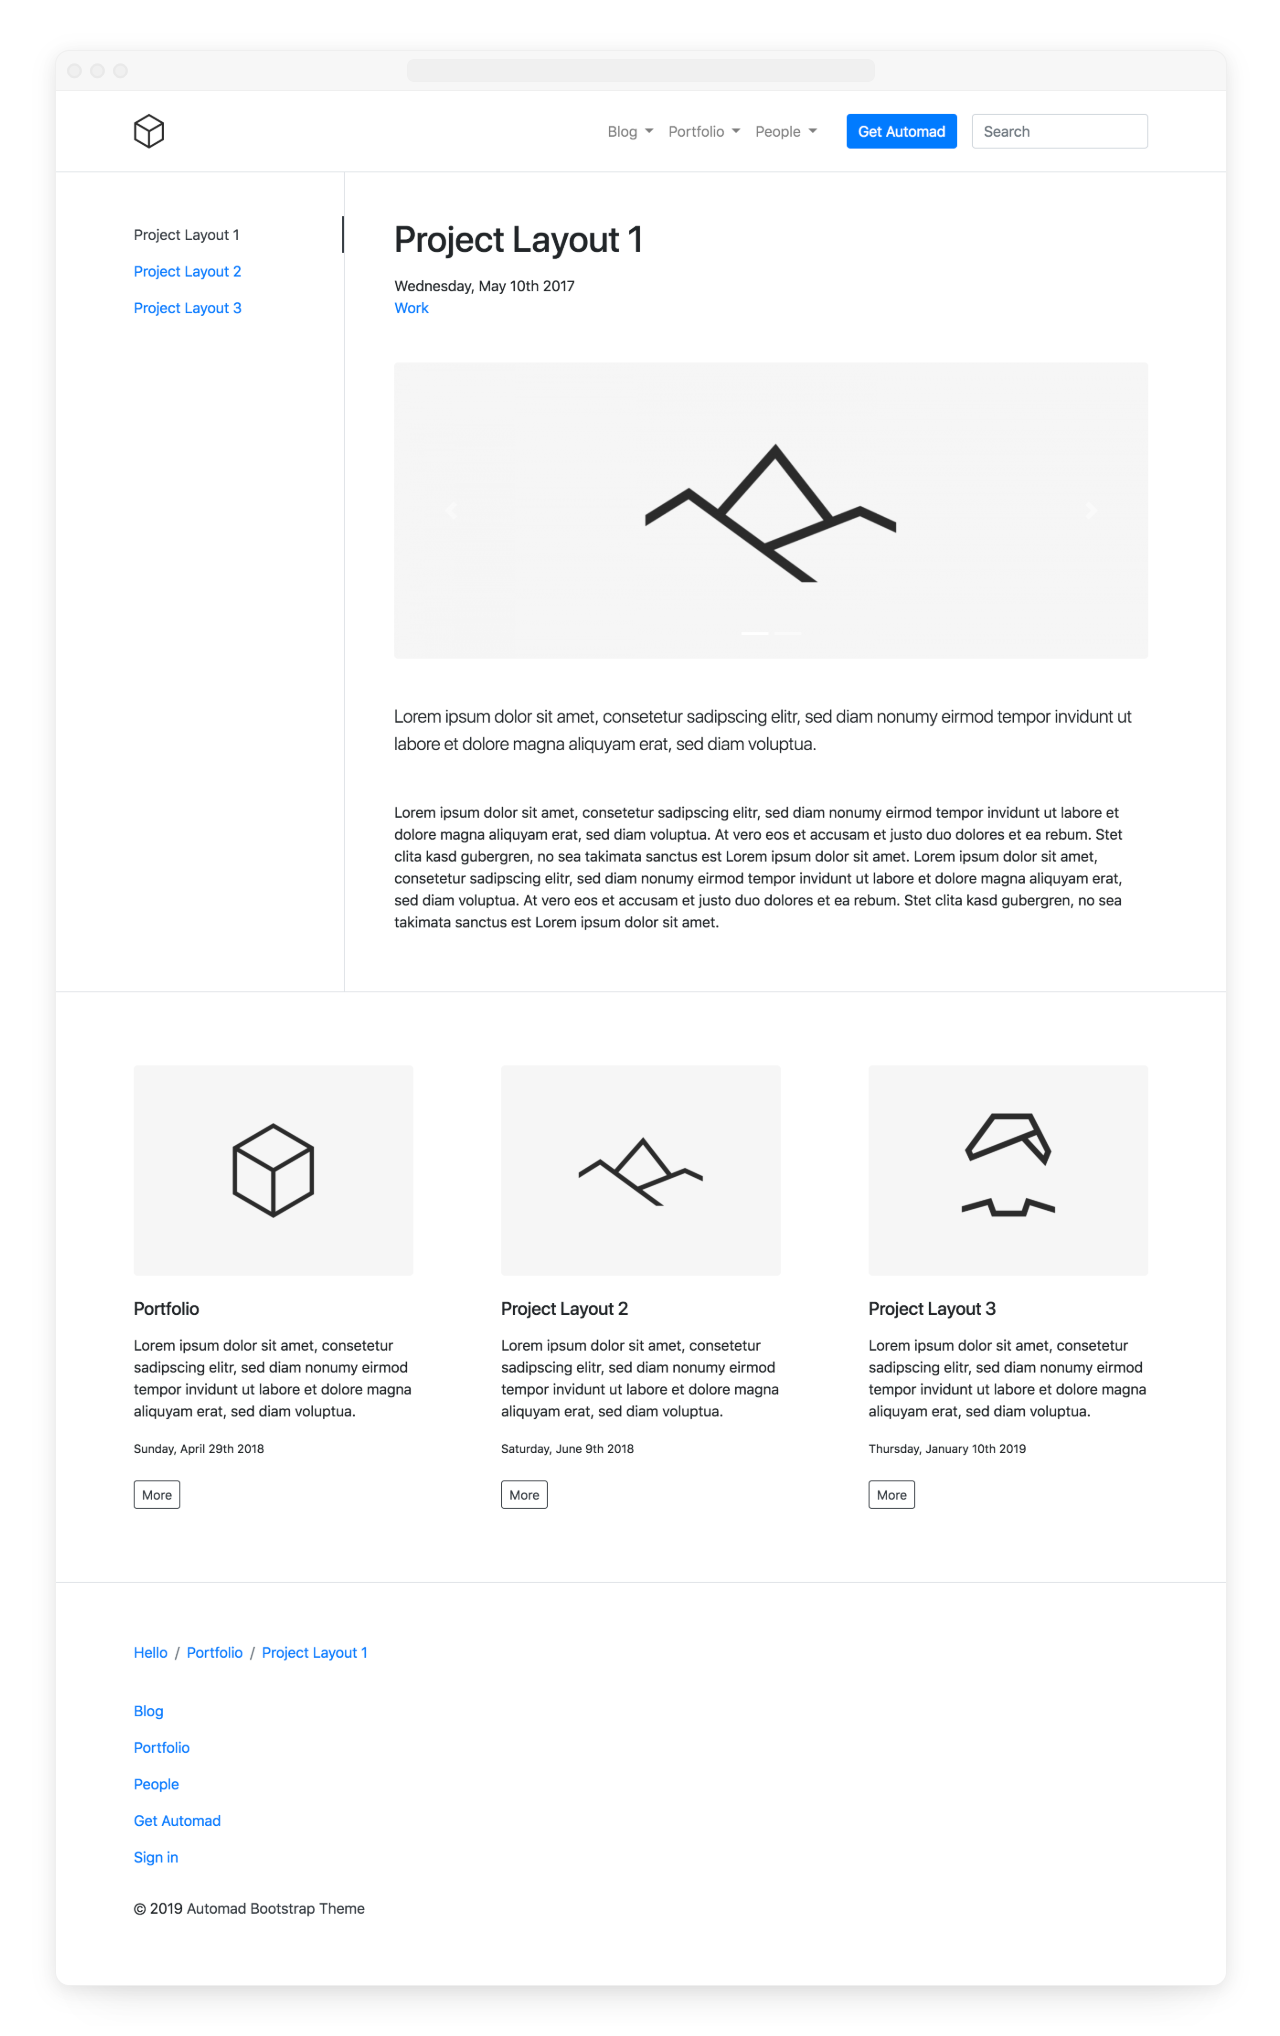 Blog Portfolio People Get Automad Search
Project Layout 1
Project Layout 2
Project Layout 3
Project Layout 1
Wednesday, May 10th 2017
Work
Lorem ipsum dolor sit amet, consetetur sadipscing elitr, sed diam nonumy eirmod tempor invidunt ut
labore et dolore magna aliquyam erat, sed diam voluptua.
Lorem ipsum dolor sit amet, consetetur sadipscing elitr, sed diam nonumy eirmod tempor invidunt ut labore et
dolore magna aliquyam erat, sed diam voluptua. At vero eos et accusam et justo duo dolores et ea rebum. Stet
clita kasd gubergren, no sea takimata sanctus est Lorem ipsum dolor sit amet. Lorem ipsum dolor sit amet,
consetetur sadipscing elitr, sed diam nonumy eirmod tempor invidunt ut labore et dolore magna aliquyam erat,
sed diam voluptua. At vero eos et accusam et justo duo dolores et ea rebum. Stet clita kasd gubergren, no sea
takimata sanctus est Lorem ipsum dolor sit amet.
Portfolio
Lorem ipsum dolor sit amet, consetetur
sadipscing elitr, sed diam nonumy eirmod
tempor invidunt ut labore et dolore magna
aliquyam erat, sed diam voluptua.
Sunday, April 29th 2018
More
Project Layout 2
Lorem ipsum dolor sit amet, consetetur
sadipscing elitr, sed diam nonumy eirmod
tempor invidunt ut labore et dolore magna
aliquyam erat, sed diam voluptua.
Saturday, June 9th 2018
More
Project Layout 3
Lorem ipsum dolor sit amet, consetetur
sadipscing elitr, sed diam nonumy eirmod
tempor invidunt ut labore et dolore magna
aliquyam erat, sed diam voluptua.
Thursday, January 10th 2019
More
Hello / Portfolio / Project Layout 1
Blog
Portfolio
People
Get Automad
Sign in
© 2019 Automad Bootstrap Theme